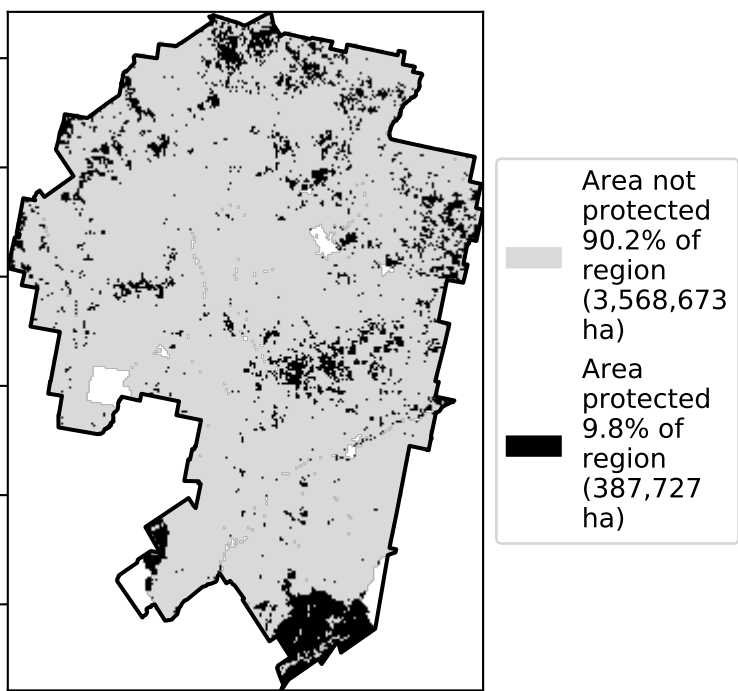 Area not
protected
90.2% of
region
(3,568,673
ha)
Area
protected
9.8% of
region
(387,727
ha)